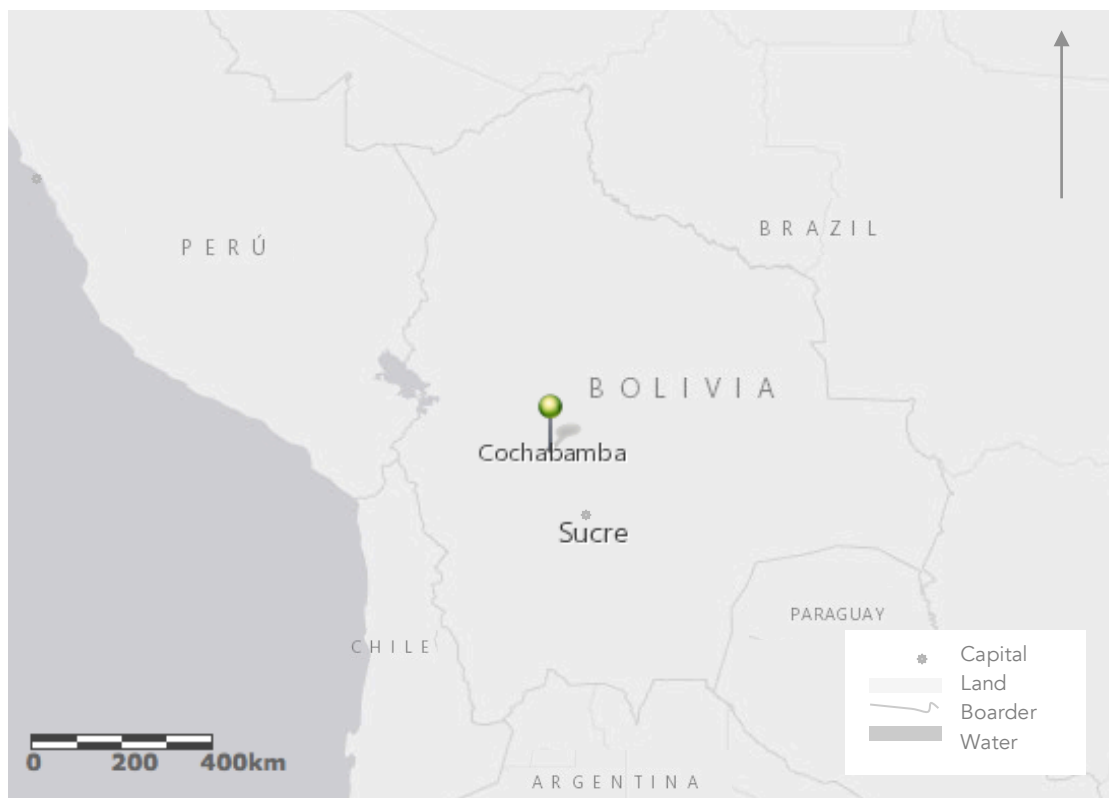 BRAZIL
PERÚ
BOLIVIA
Cochabamba
Sucre
PARAGUAY
CHILE
Capital
Land
Boarder
Water
0 200 400km
ARGENTINA